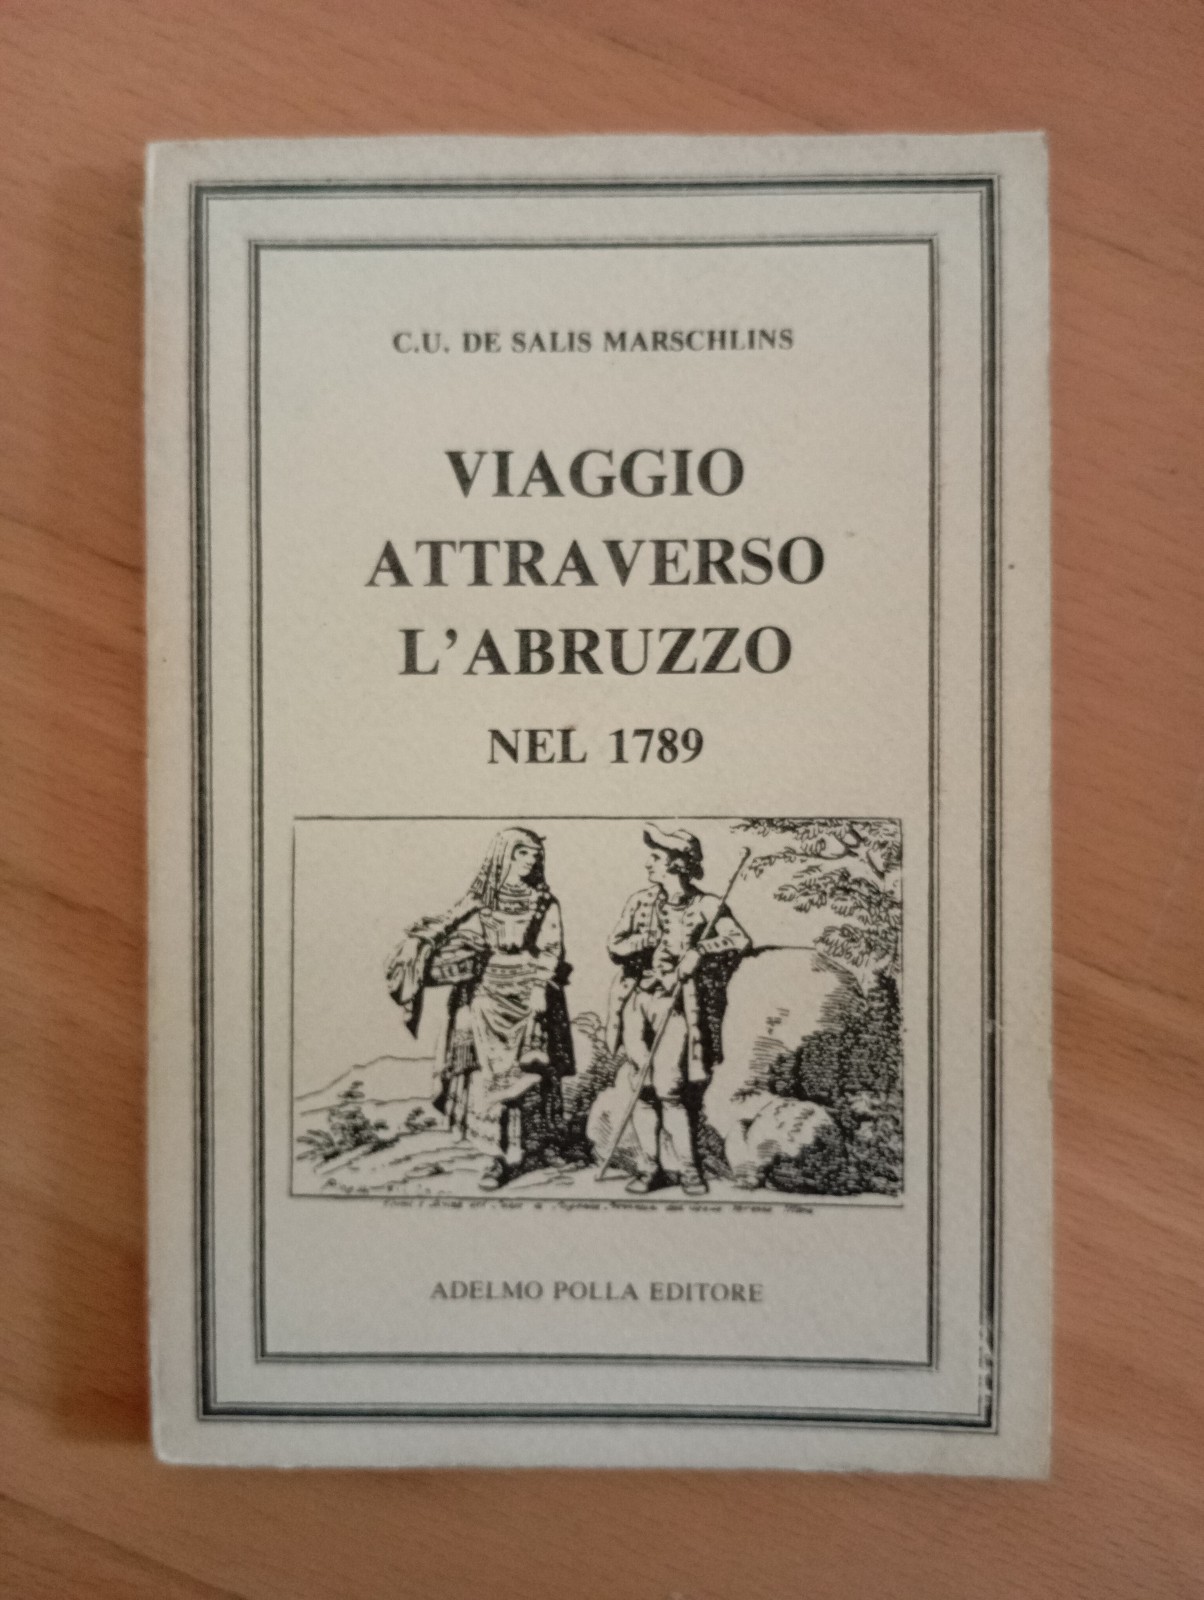 C.U. DE SALIS MARSCHLINS
VIAGGIO
ATTRAVERSO
L'ABRUZZO
NEL 1789
ADELMO POLLA EDITORE